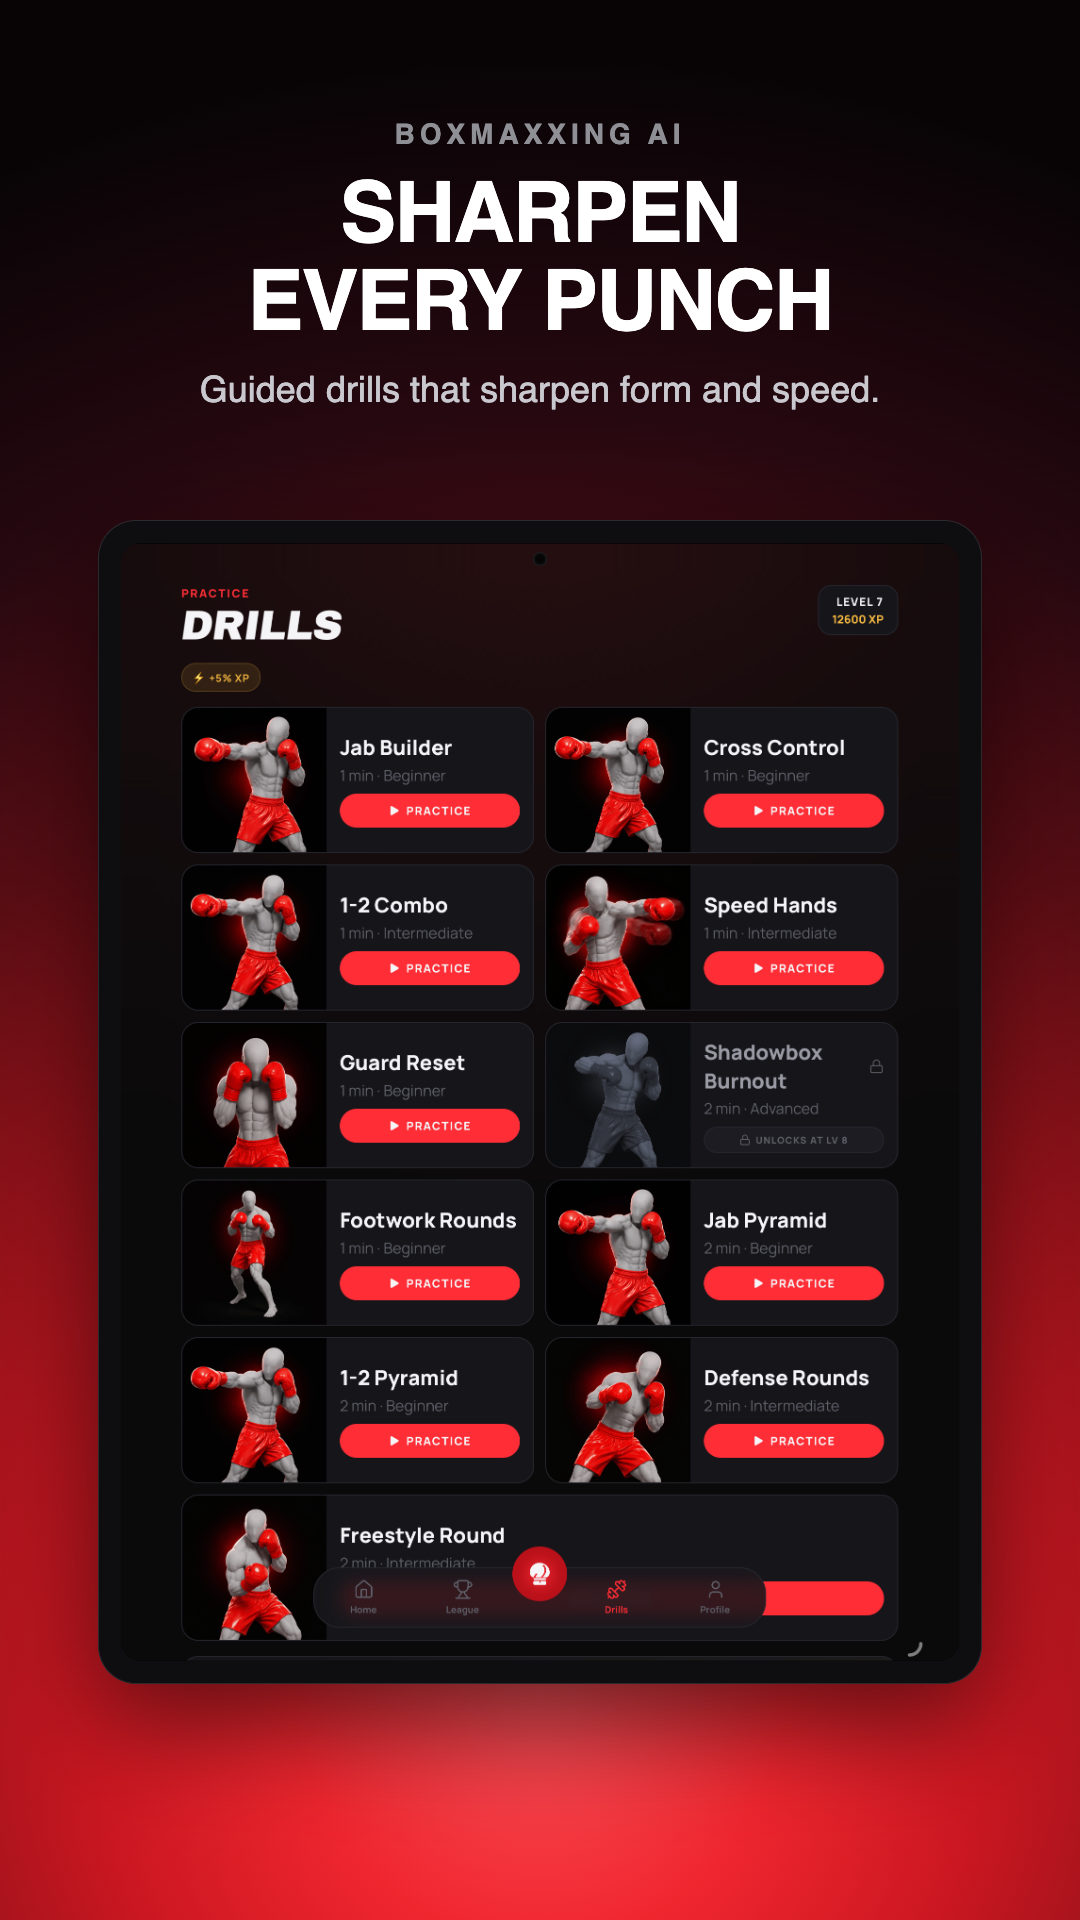 BOXMAXXING AI
SHARPEN
EVERY PUNCH
Guided drills that sharpen form and speed.
PRACTICE
DRILLS
LEVEL 7
12600 XP
+5% XP
Jab Builder
1 min · Beginner
PRACTICE
Cross Control
1 min · Beginner
PRACTICE
1-2 Combo
1 min · Intermediate
PRACTICE
Speed Hands
1 min · Intermediate
PRACTICE
Guard Reset
1 min · Beginner
PRACTICE
Shadowbox
Burnout
2 min · Advanced
UNLOCKS AT LV 8
Footwork Rounds
1 min · Beginner
PRACTICE
Jab Pyramid
2 min · Beginner
PRACTICE
1-2 Pyramid
2 min · Beginner
PRACTICE
Defense Rounds
2 min · Intermediate
PRACTICE
Freestyle Round
2 min · Intermediate
Home
League
Drills
Profile